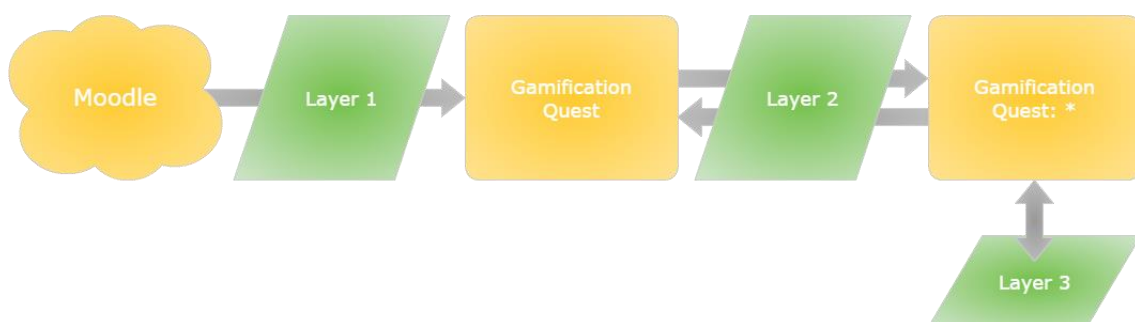 Moodle
Layer 1
Gamification
Quest
Layer 2
Gamification
Quest: *
Layer 3